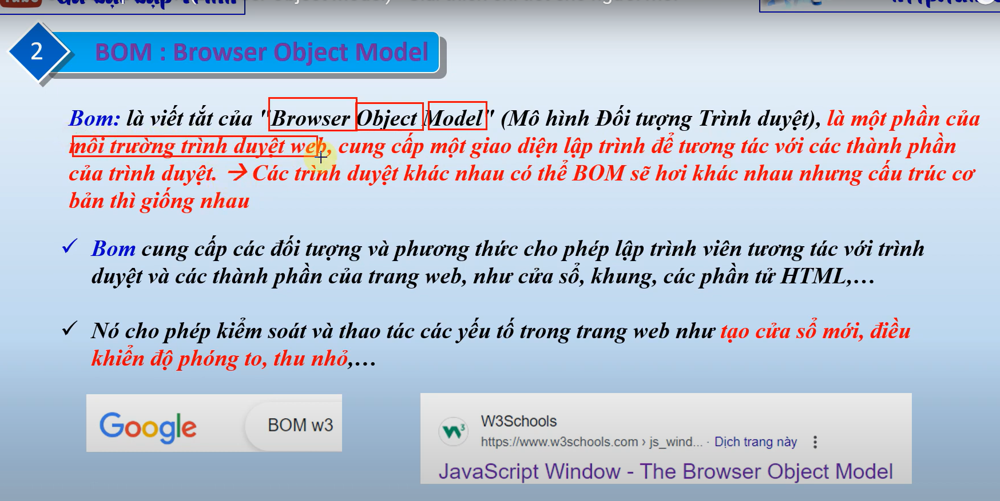 2
BOM : Browser Object Model
Bom: là viết tắt của "Browser Object Model" (Mô hình Đối tượng Trình duyệt), là một phần của
môi trường trình duyệt web, cung cấp một giao diện lập trình để tương tác với các thành phần
của trình duyệt. → Các trình duyệt khác nhau có thể BOM sẽ hơi khác nhau nhưng cấu trúc cơ
bản thì giống nhau
✓ Bom cung cấp các đối tượng và phương thức cho phép lập trình viên tương tác với trình
duyệt và các thành phần của trang web, như cửa sổ, khung, các phần tử HTML,...
✓ Nó cho phép kiểm soát và thao tác các yếu tố trong trang web như tạo cửa sổ mới, điều
khiển độ phóng to, thu nhỏ,...
Google
BOM w3
W3Schools
https://www.w3schools.com › js_wind... · Dịch trang này
JavaScript Window - The Browser Object Model